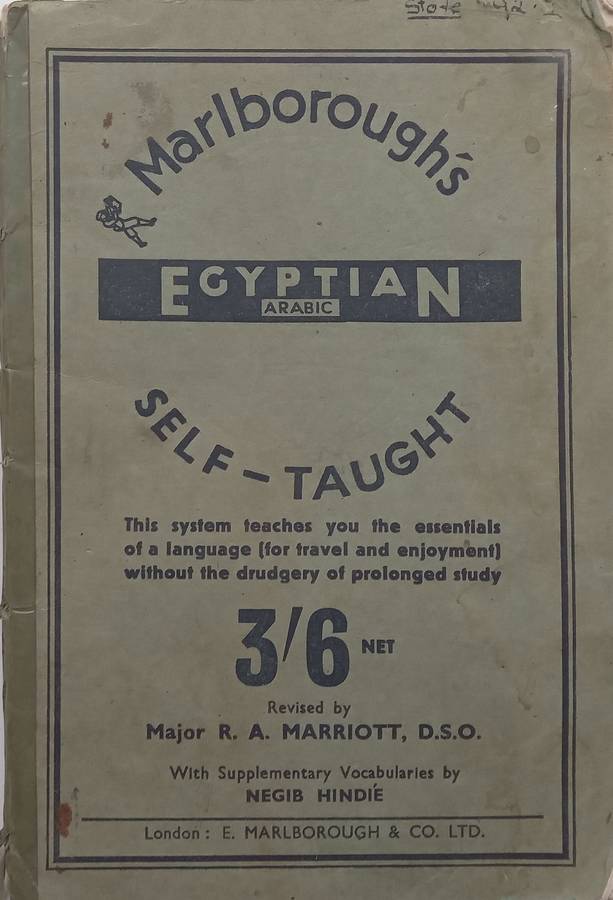 Marlborough's
EGYPTIAN
ARABIC
SELF-TAUGHT
This system teaches you the essentials
of a language (for travel and enjoyment)
without the drudgery of prolonged study
3/6 NET
Revised by
Major R. A. MARRIOTT, D.S.O.
With Supplementary Vocabularies by
NEGIB HINDIÉ
London: E. MARLBOROUGH & CO. LTD.